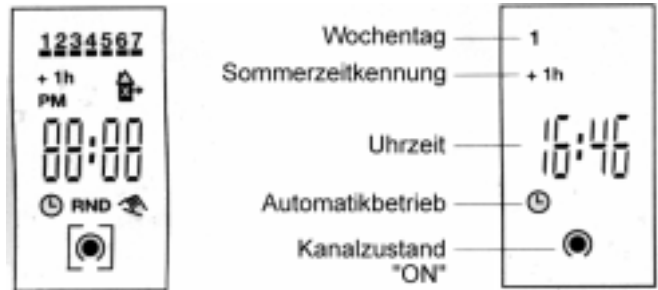 1234567
+ 1h
PM
88:88
RND
Wochentag
1
Sommerzeitkennung
+ 1h
Uhrzeit
16:46
Automatikbetrieb
Kanalzustand
"ON"